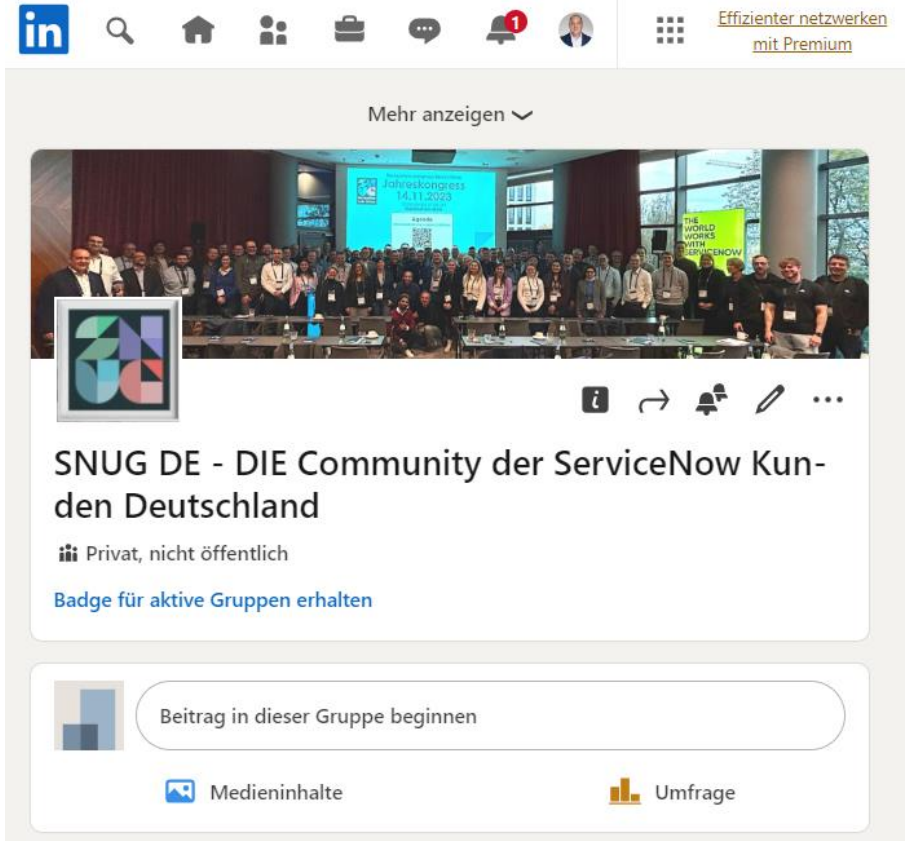 in
1
Effizienter netzwerken
mit Premium
Mehr anzeigen
Jahreskongress
14.11.2023
Agenda
THE
WORLD
WORKS
WITH
SERVICENOW
SNUG DE - DIE Community der ServiceNow Kun-
den Deutschland
Privat, nicht öffentlich
Badge für aktive Gruppen erhalten
Beitrag in dieser Gruppe beginnen
Medieninhalte
Umfrage